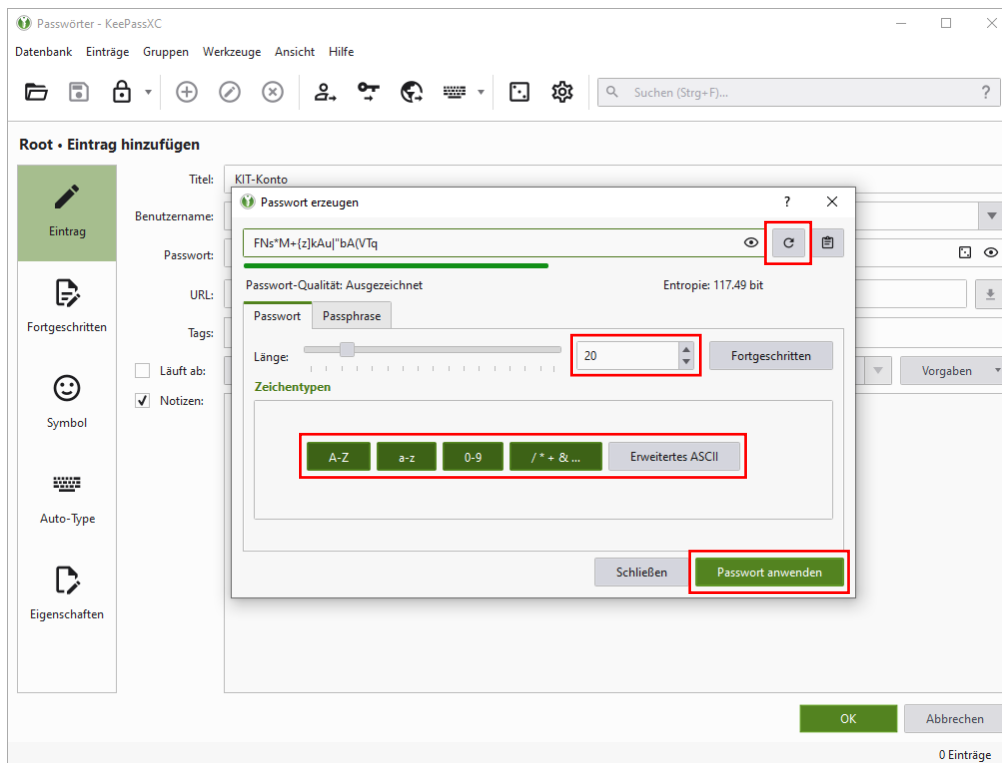 Passwörter - KeePassXC
Datenbank Einträge Gruppen Werkzeuge Ansicht Hilfe
Suchen (Strg+F)... ?
Root • Eintrag hinzufügen
Eintrag
Fortgeschritten
Symbol
Auto-Type
Eigenschaften
Titel: KIT-Konto
Benutzername:
Passwort:
URL:
Tags:
Läuft ab:
Vorgaben
Notizen:
Passwort erzeugen ?
FNs*M+{z]kAu|"bA(VTq
Passwort-Qualität: Ausgezeichnet Entropie: 117.49 bit
Passwort Passphrase
Länge: 20 Fortgeschritten
Zeichentypen
A-Z a-z 0-9 / * + & ... Erweitertes ASCII
Schließen Passwort anwenden
OK Abbrechen
0 Einträge